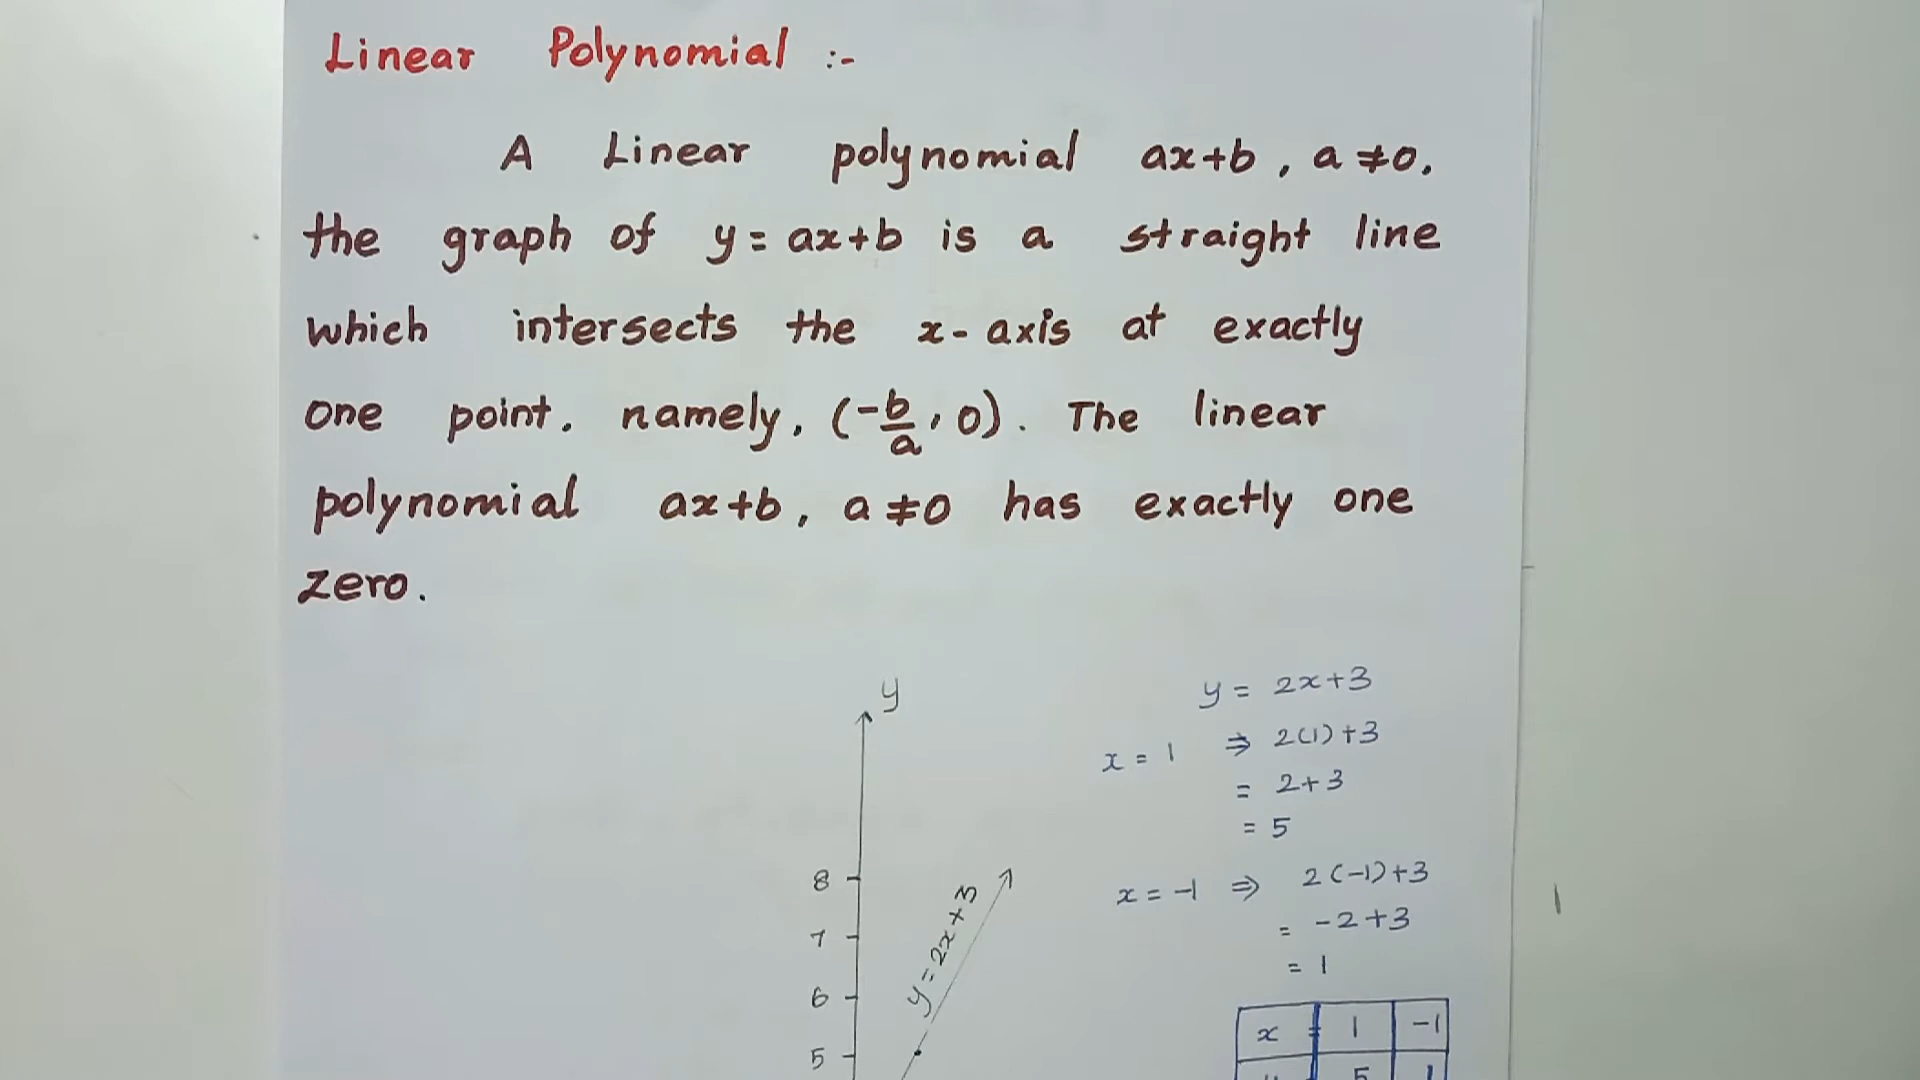 Linear Polynomial :-
A Linear polynomial ax+b, a≠0.
the graph of y=ax+b is a straight line
which intersects the x-axis at exactly
one point. namely. (-b/a, 0). The linear
polynomial ax+b, a≠0 has exactly one
zero.
y
8
7
6
5
y=2x+3
y = 2x+3
x = 1 ⇒ 2(1)+3
= 2+3
= 5
x = -1 ⇒ 2(-1)+3
= -2+3
= 1
x 1 -1
5 1